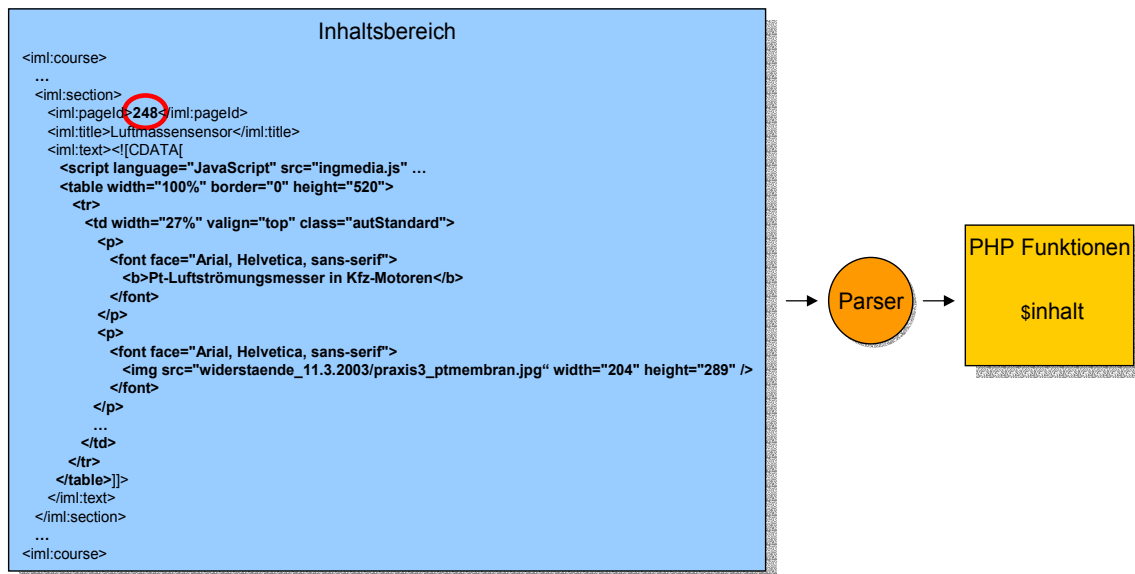 Inhaltsbereich
<iml:course>
...
<iml:section>
<iml:pageId>248</iml:pageId>
<iml:title>Luftmassensensor</iml:title>
<iml:text><![CDATA[
<script language="JavaScript" src="ingmedia.js" ...
<table width="100%" border="0" height="520">
<tr>
<td width="27%" valign="top" class="autStandard">
<p>
<font face="Arial, Helvetica, sans-serif">
<b>Pt-Luftströmungsmesser in Kfz-Motoren</b>
</font>
</p>
<p>
<font face="Arial, Helvetica, sans-serif">
<img src="widerstaende_11.3.2003/praxis3_ptmembran.jpg“ width="204" height="289" />
</font>
</p>
...
</td>
</tr>
</table>]]>
</iml:text>
</iml:section>
...
<iml:course>
Parser
PHP Funktionen
$inhalt